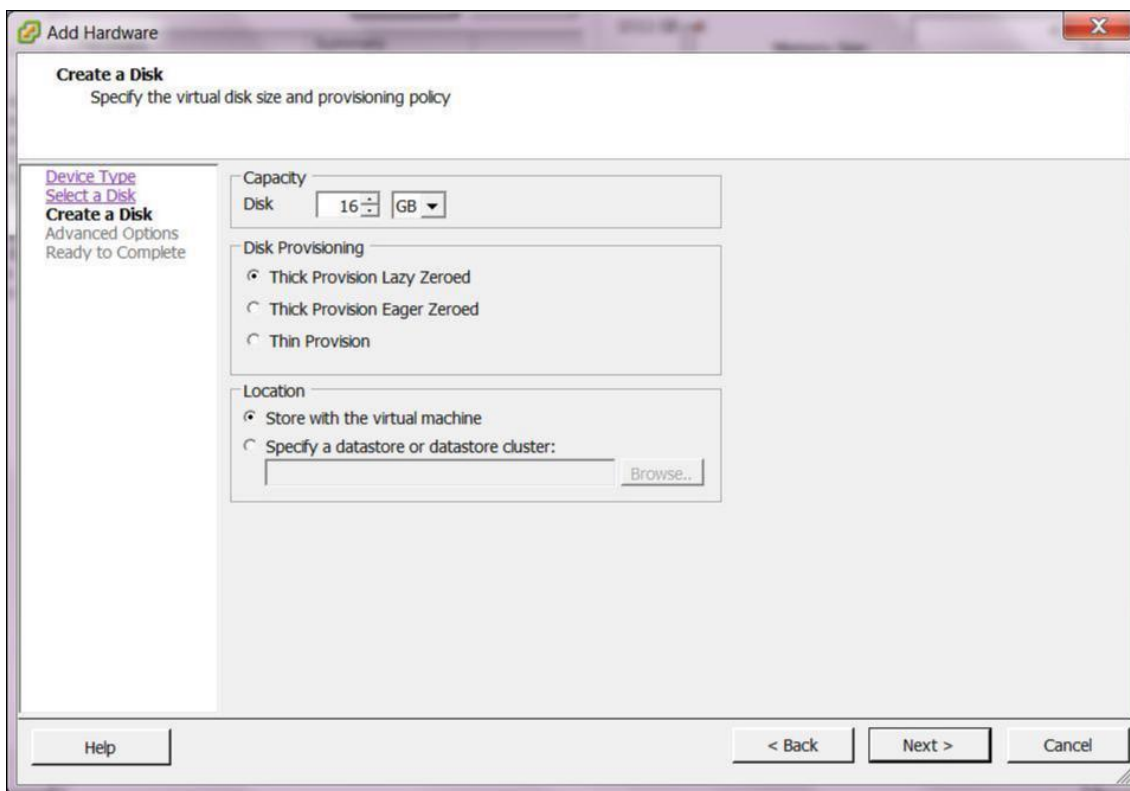 Add Hardware
Create a Disk
Specify the virtual disk size and provisioning policy
Device Type
Select a Disk
Create a Disk
Advanced Options
Ready to Complete
Capacity
Disk 16 GB
Disk Provisioning
Thick Provision Lazy Zeroed
Thick Provision Eager Zeroed
Thin Provision
Location
Store with the virtual machine
Specify a datastore or datastore cluster:
Browse..
Help
< Back Next > Cancel